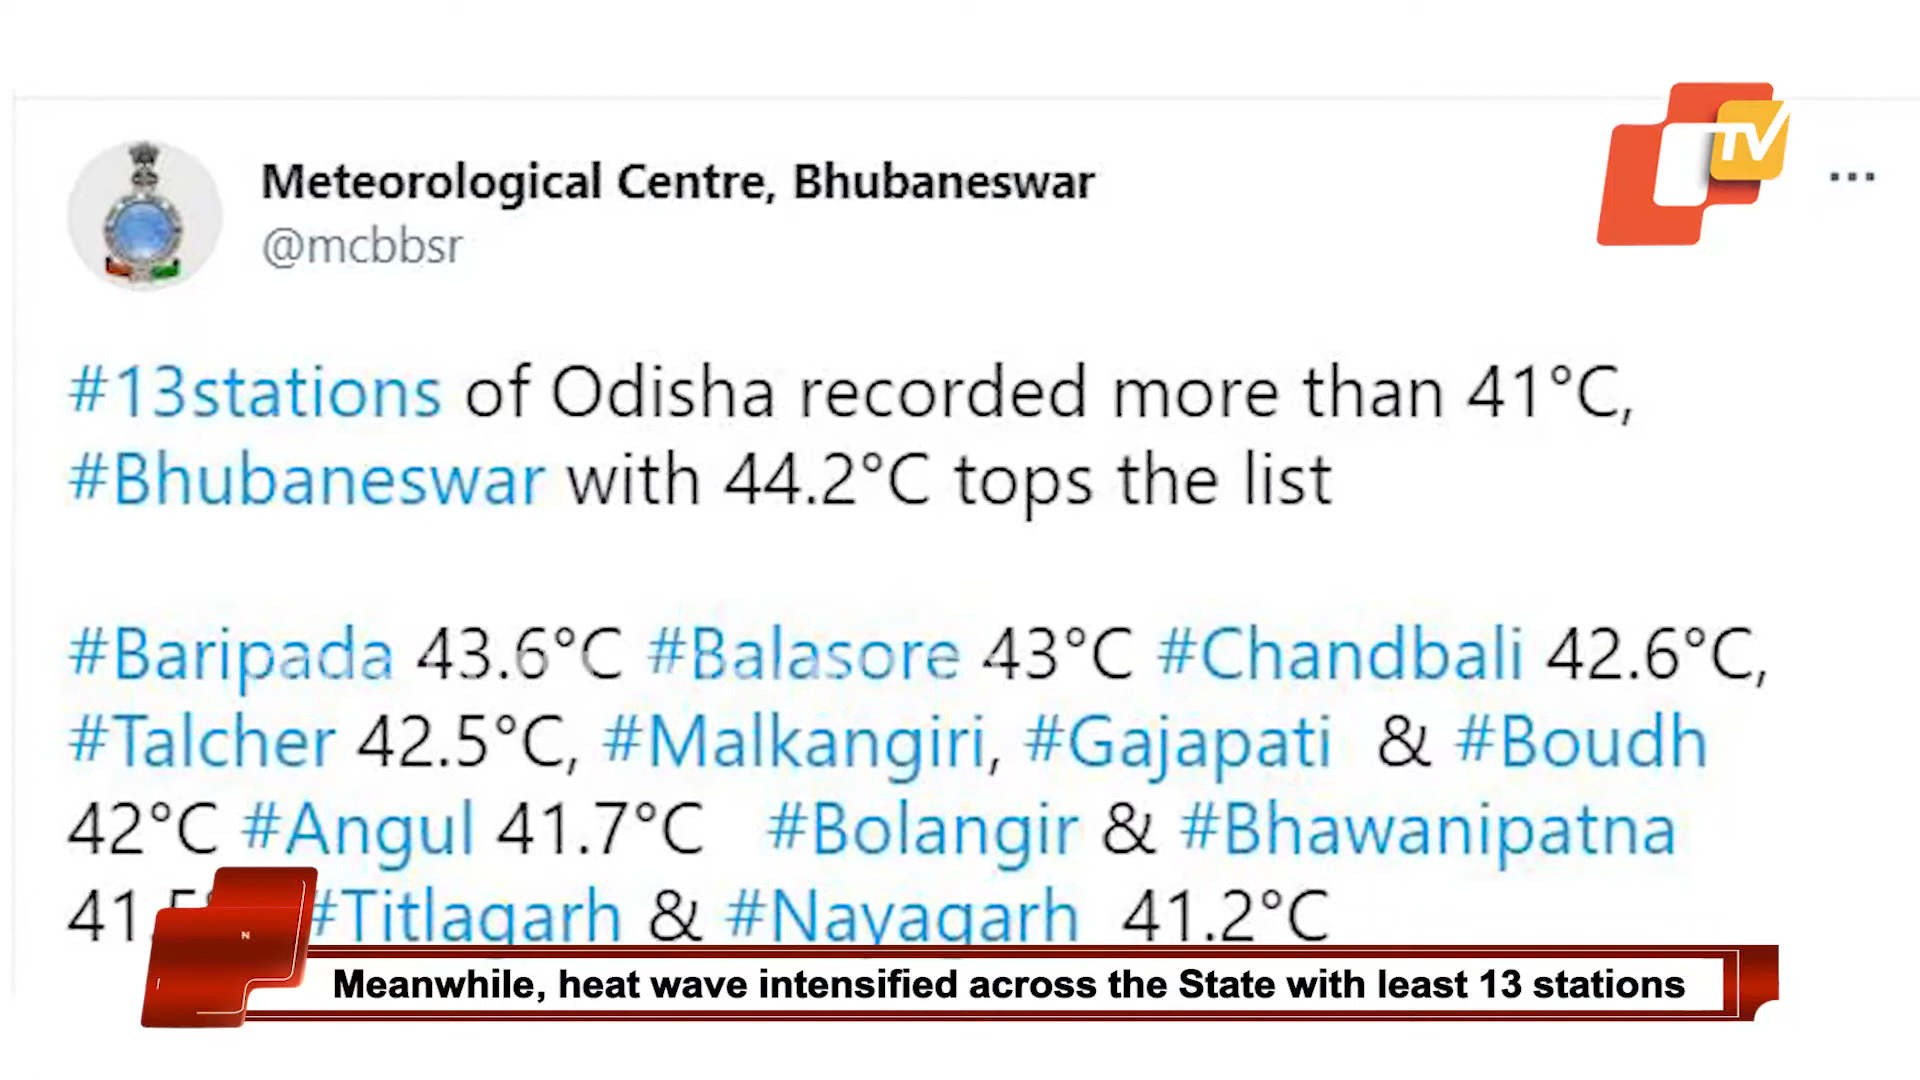 TV
Meteorological Centre, Bhubaneswar
@mcbbsr
#13stations of Odisha recorded more than 41°C,
#Bhubaneswar with 44.2°C tops the list
#Baripada 43.6°C #Balasore 43°C #Chandbali 42.6°C,
#Talcher 42.5°C, #Malkangiri, #Gajapati & #Boudh
42°C #Angul 41.7°C #Bolangir & #Bhawanipatna
#Titlagarh & #Nayagarh 41.2°C
Meanwhile, heat wave intensified across the State with least 13 stations